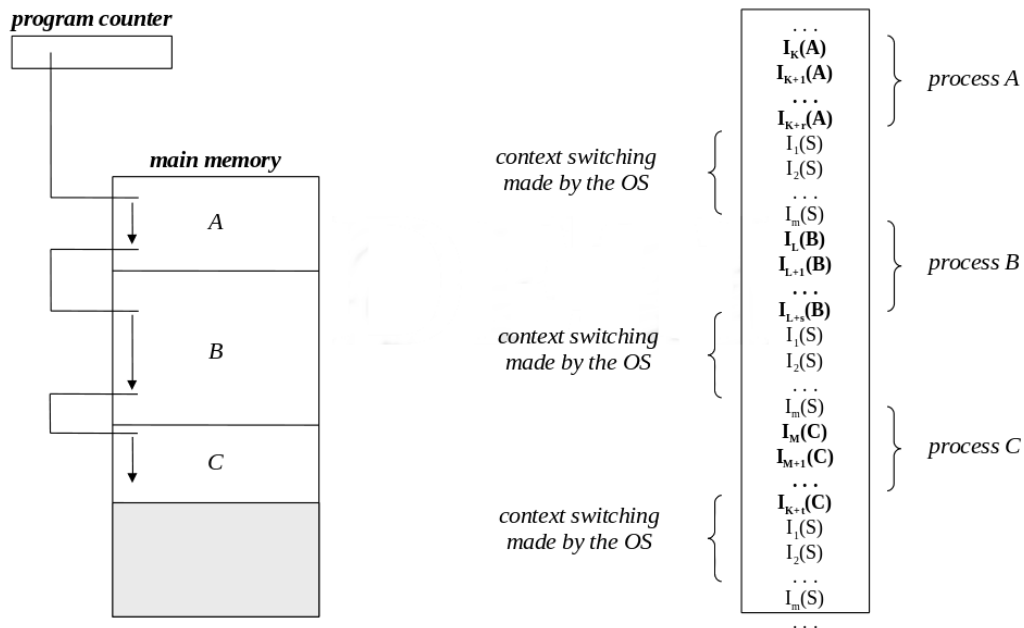 program counter
main memory
A
B
C
. . .
I_K(A)
I_K+1(A)
. . .
I_K+r(A)
I_1(S)
I_2(S)
. . .
I_m(S)
I_L(B)
I_L+1(B)
. . .
I_L+s(B)
I_1(S)
I_2(S)
. . .
I_m(S)
I_M(C)
I_M+1(C)
. . .
I_K+t(C)
I_1(S)
I_2(S)
. . .
I_m(S)
. . .
context switching
made by the OS
context switching
made by the OS
context switching
made by the OS
process A
process B
process C